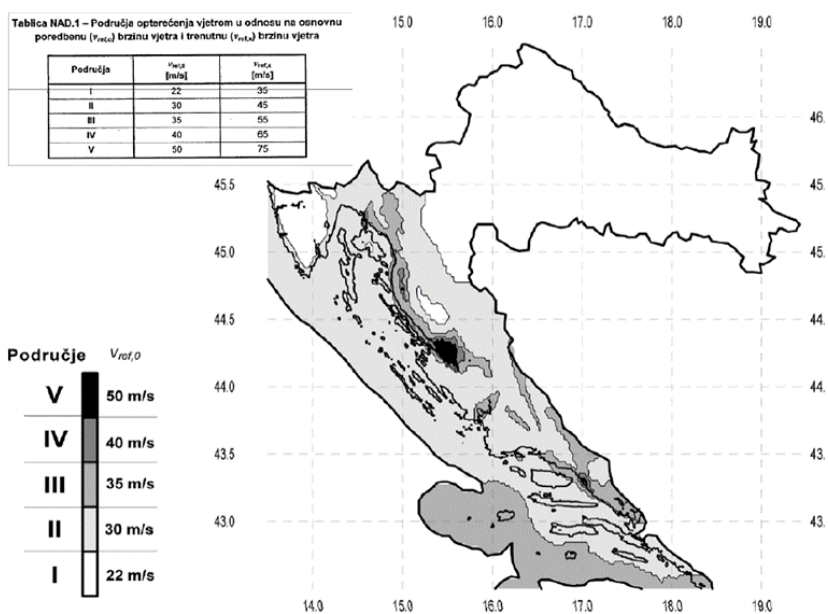 Tablica NAD.1 – Područja opterećenja vjetrom u odnosu na osnovnu
poredbenu (vref,o) brzinu vjetra i trenutnu (vref,x) brzinu vjetra
Područja vref,0 [m/s] vref,x [m/s]
I 22 35
II 30 45
III 35 55
IV 40 65
V 50 75
15.0 16.0 17.0 18.0 19.0
46.
45.5 45.
45.0 45.
44.5 44.
44.0 44.
43.5 43.
43.0 43.
14.0 15.0 16.0 17.0 18.0 19.0
Područje Vref,0
V 50 m/s
IV 40 m/s
III 35 m/s
II 30 m/s
I 22 m/s